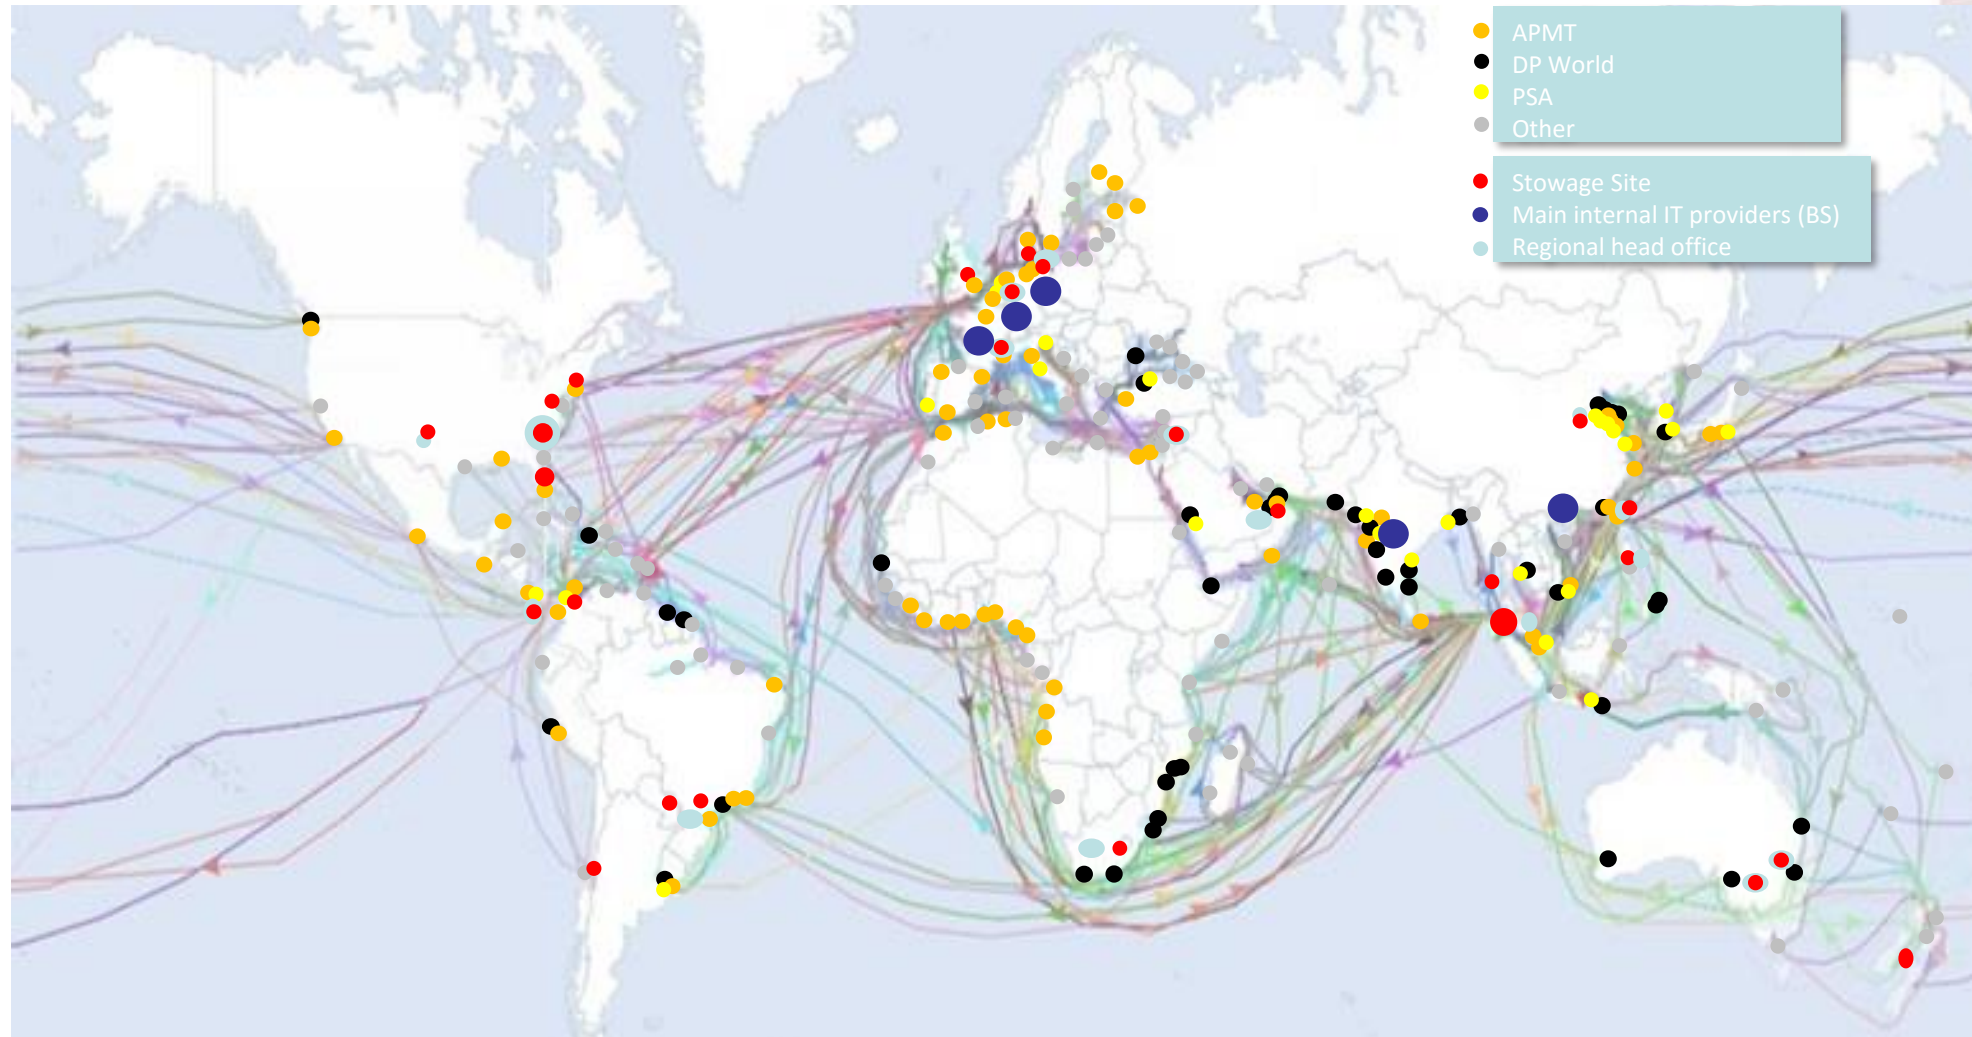 APMT
DP World
PSA
Other
Stowage Site
Main internal IT providers (BS)
Regional head office